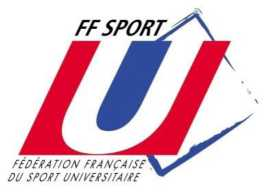 FF SPORT
U
FÉDÉRATION FRANÇAISE
DU SPORT UNIVERSITAIRE